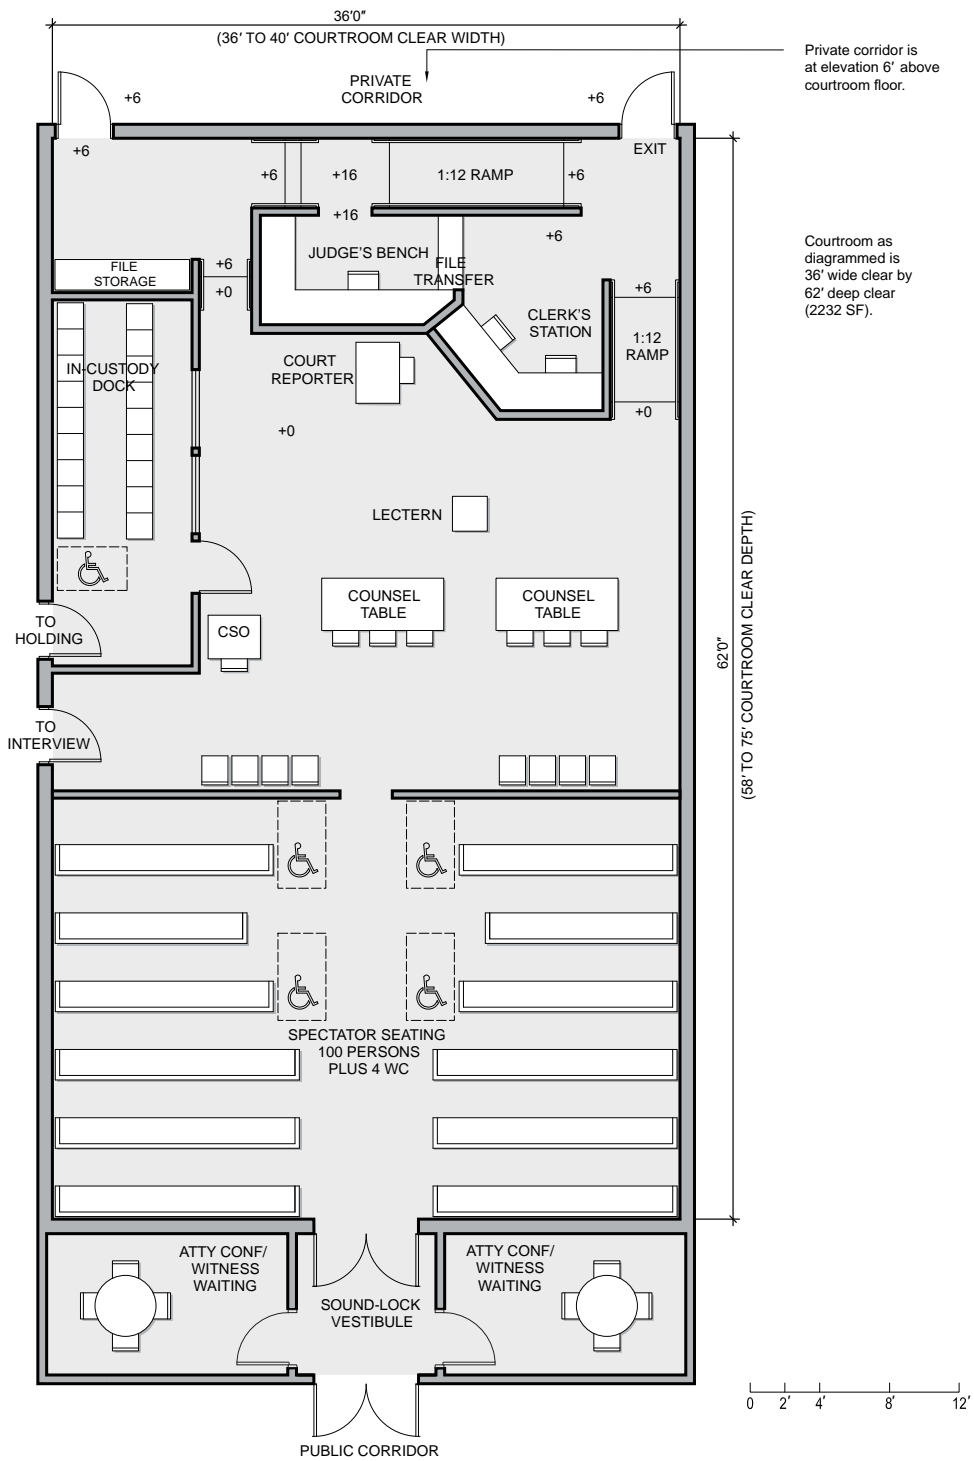 36'0"
(36' TO 40' COURTROOM CLEAR WIDTH)
Private corridor is
at elevation 6' above
courtroom floor.
PRIVATE
CORRIDOR
+6
+6
+6
EXIT
+6
+16
1:12 RAMP
+6
+16
+6
JUDGE'S BENCH
FILE
TRANSFER
Courtroom as
diagrammed is
36' wide clear by
62' deep clear
(2232 SF).
FILE
STORAGE
+6
+0
+6
CLERK'S
STATION
1:12
RAMP
+0
IN-CUSTODY
DOCK
COURT
REPORTER
+0
LECTERN
COUNSEL
TABLE
COUNSEL
TABLE
CSO
TO
HOLDING
62'0"
(58' TO 75' COURTROOM CLEAR DEPTH)
TO
INTERVIEW
SPECTATOR SEATING
100 PERSONS
PLUS 4 WC
ATTY CONF/
WITNESS
WAITING
ATTY CONF/
WITNESS
WAITING
SOUND-LOCK
VESTIBULE
PUBLIC CORRIDOR
0 2' 4' 8' 12'